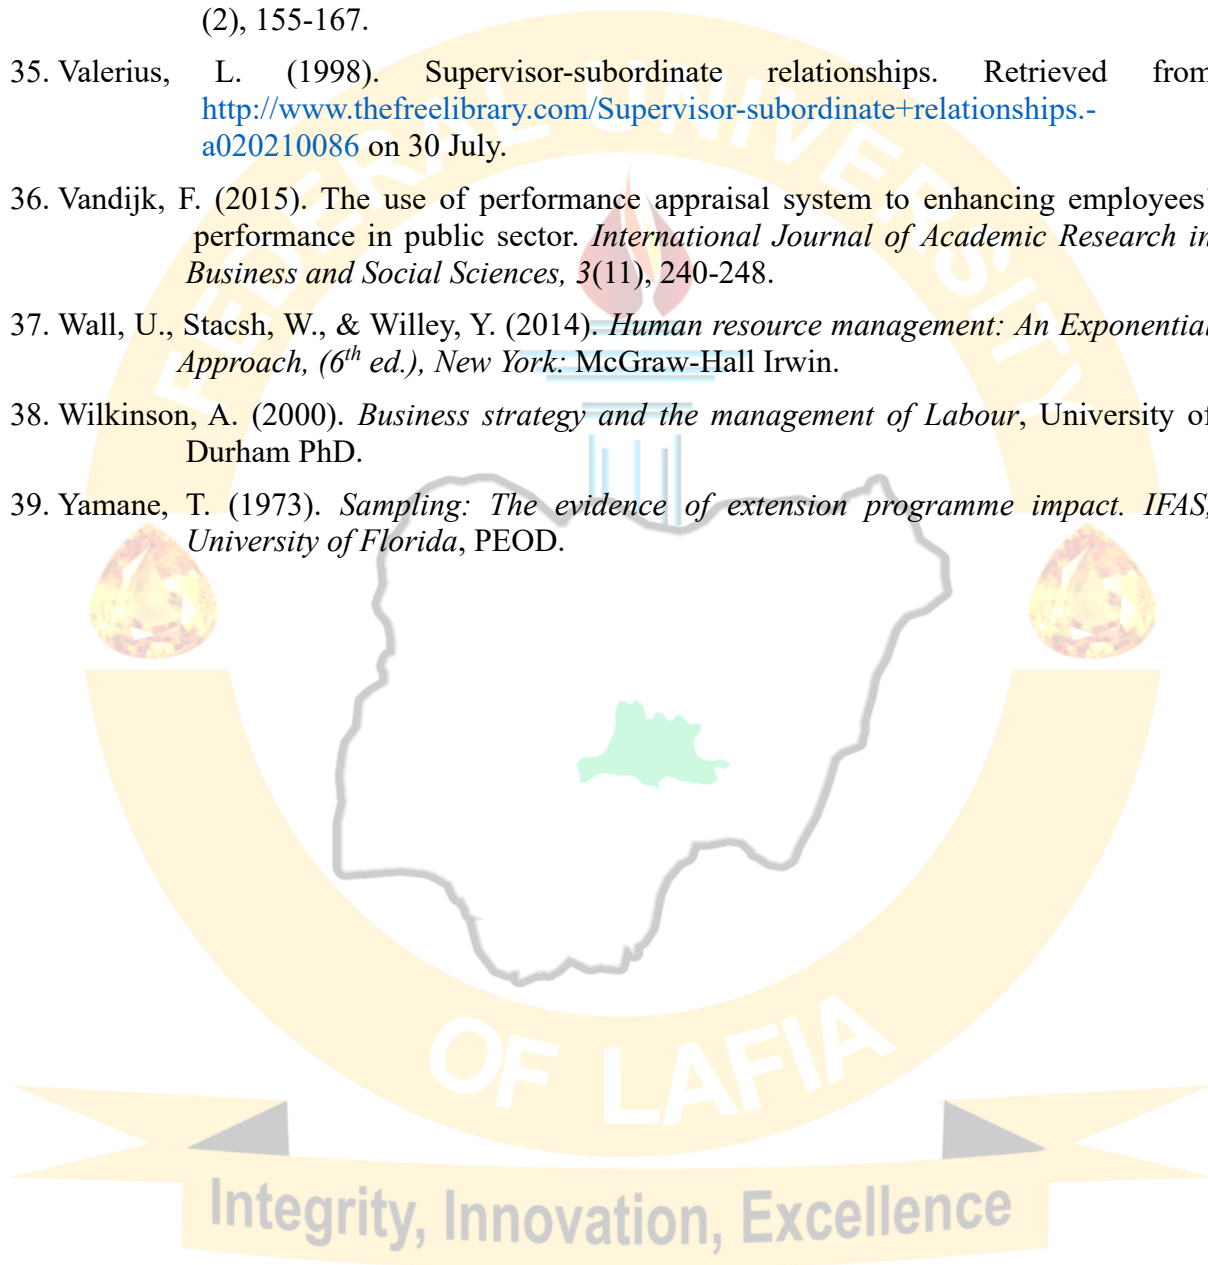 (2), 155-167.
35. Valerius, L. (1998). Supervisor-subordinate relationships. Retrieved from
http://www.thefreelibrary.com/Supervisor-subordinate+relationships.-
a020210086 on 30 July.
36. Vandijk, F. (2015). The use of performance appraisal system to enhancing employees'
performance in public sector. International Journal of Academic Research in
Business and Social Sciences, 3(11), 240-248.
37. Wall, U., Stacsh, W., & Willey, Y. (2014). Human resource management: An Exponential
Approach, (6th ed.), New York: McGraw-Hall Irwin.
38. Wilkinson, A. (2000). Business strategy and the management of Labour, University of
Durham PhD.
39. Yamane, T. (1973). Sampling: The evidence of extension programme impact. IFAS,
University of Florida, PEOD.
FEDERAL UNIVERSITY
OF LAFIA
Integrity, Innovation, Excellence